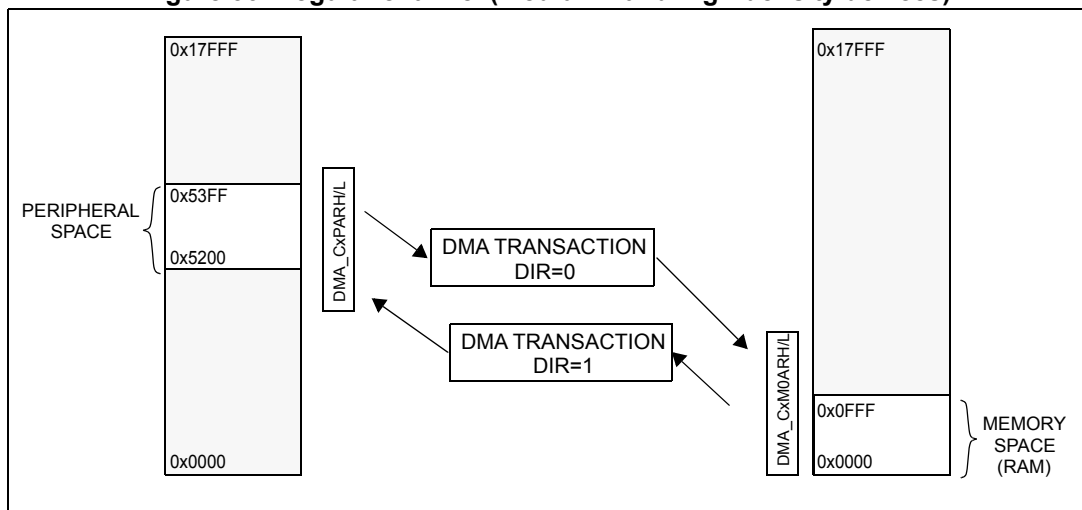 0x17FFF
0x53FF
0x5200
0x0000
PERIPHERAL
SPACE
DMA_CxPARH/L
DMA TRANSACTION
DIR=0
DMA TRANSACTION
DIR=1
DMA_CxM0ARH/L
0x17FFF
0x0FFF
0x0000
MEMORY
SPACE
(RAM)